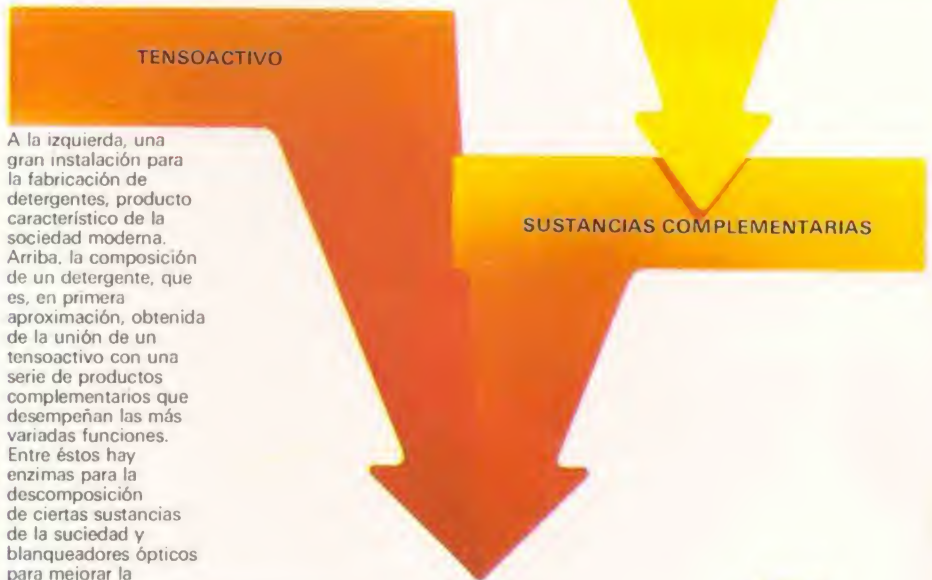 TENSOACTIVO
SUSTANCIAS COMPLEMENTARIAS
A la izquierda, una
gran instalación para
la fabricación de
detergentes, producto
característico de la
sociedad moderna.
Arriba, la composición
de un detergente, que
es, en primera
aproximación, obtenida
de la unión de un
tensoactivo con una
serie de productos
complementarios que
desempeñan las más
variadas funciones.
Entre éstos hay
enzimas para la
descomposición
de ciertas sustancias
de la suciedad y
blanqueadores ópticos
para mejorar la